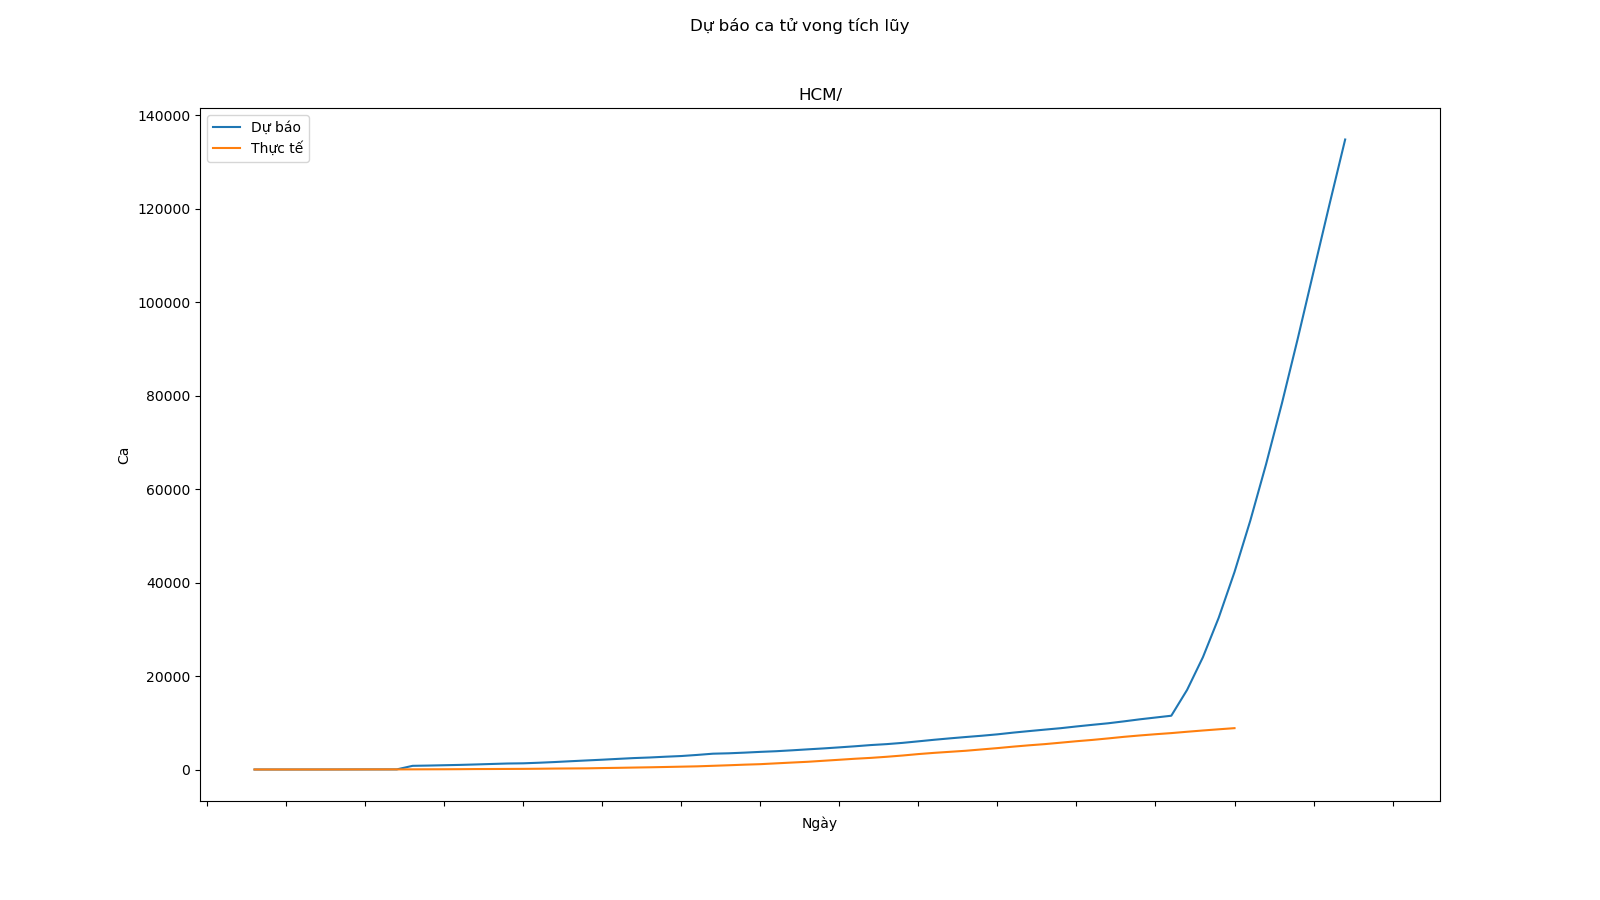 Dự báo ca tử vong tích lũy
HCM/
Dự báo
Thực tế
140000
120000
100000
80000
60000
40000
20000
0
Ca
Ngày